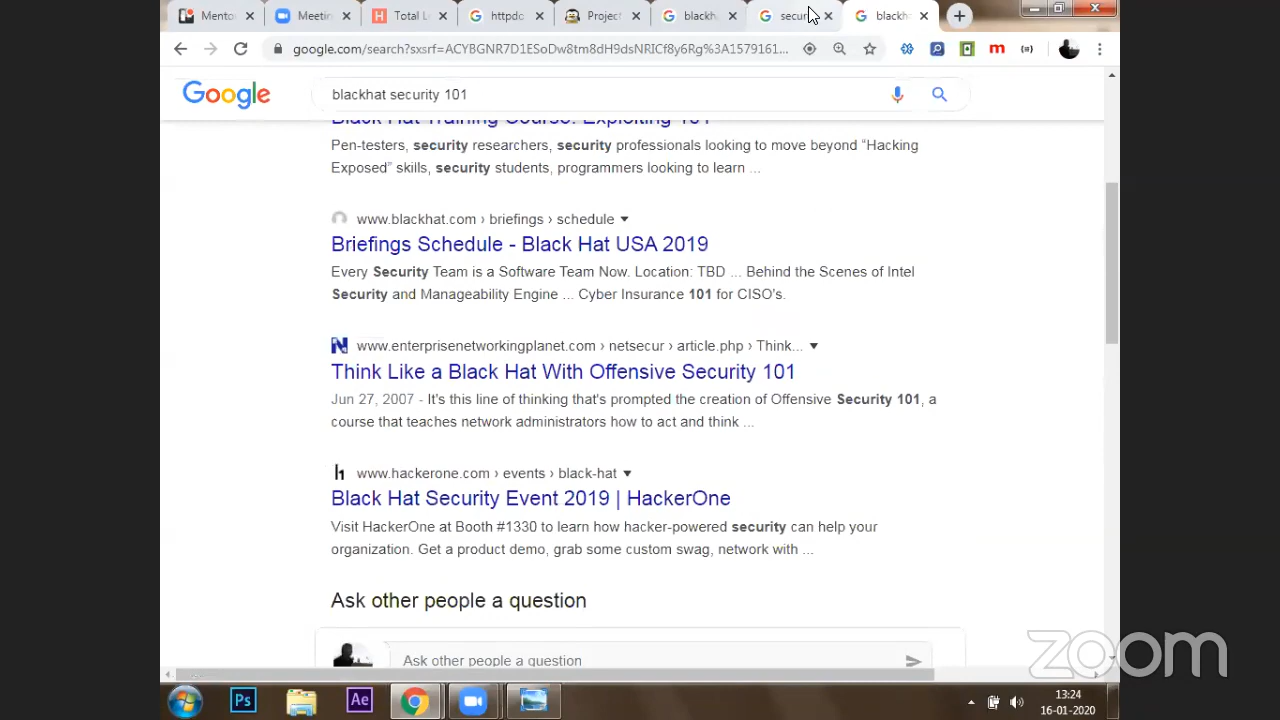 Mento
Meetin
Total L
httpdo
Project
blackh
secur
blackh
google.com/search?sxsrf=ACYBGNR7D1ESoDw8tm8dH9dsNRICf8y6Rg%3A1579161...
Google
blackhat security 101
Black Hat Training Course: Exploiting 101
Pen-testers, security researchers, security professionals looking to move beyond “Hacking
Exposed” skills, security students, programmers looking to learn ...
www.blackhat.com › briefings › schedule
Briefings Schedule - Black Hat USA 2019
Every Security Team is a Software Team Now. Location: TBD ... Behind the Scenes of Intel
Security and Manageability Engine ... Cyber Insurance 101 for CISO's.
www.enterprisenetworkingplanet.com › netsecur › article.php › Think...
Think Like a Black Hat With Offensive Security 101
Jun 27, 2007 - It's this line of thinking that's prompted the creation of Offensive Security 101, a
course that teaches network administrators how to act and think ...
www.hackerone.com › events › black-hat
Black Hat Security Event 2019 | HackerOne
Visit HackerOne at Booth #1330 to learn how hacker-powered security can help your
organization. Get a product demo, grab some custom swag, network with ...
Ask other people a question
Ask other people a question
zoom
Ps
Ae
13:24
16-01-2020